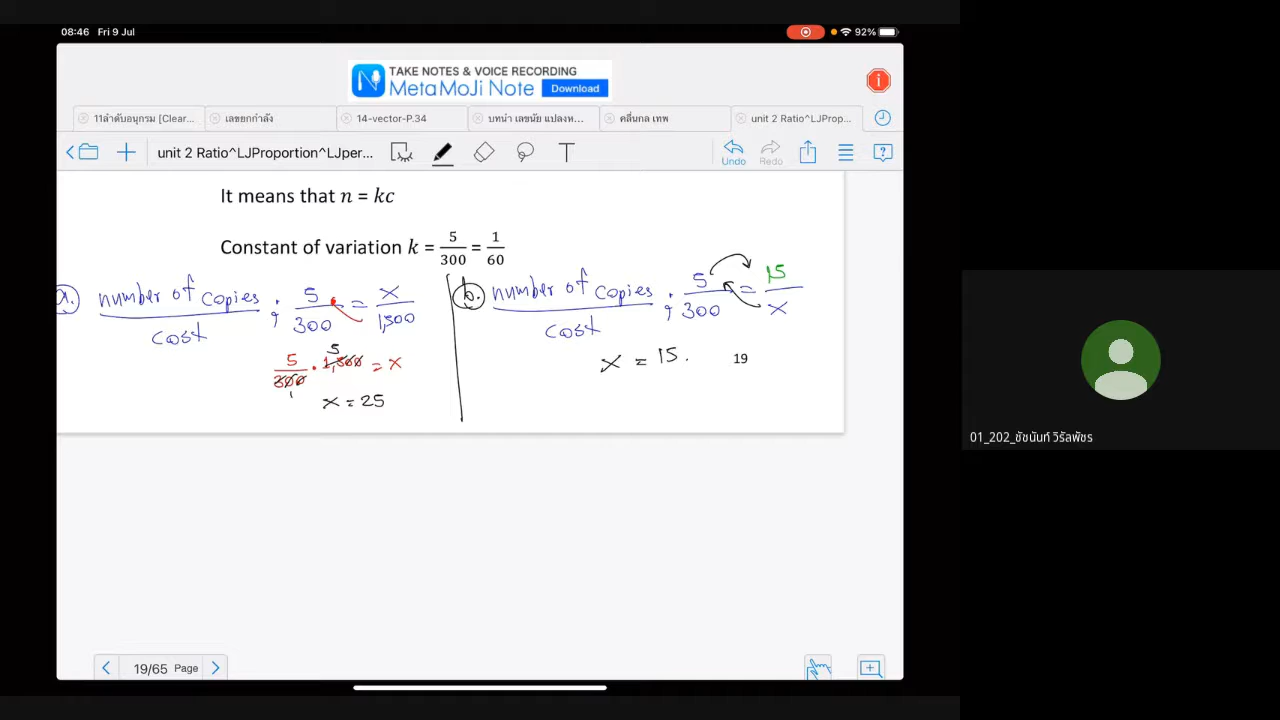 08:46 Fri 9 Jul
92%
TAKE NOTES & VOICE RECORDING
MetaMoJi Note Download
11ลำดับอนุกรม [Clear... เลขยกกำลัง 14-vector-P.34 บทน่า เลขนัย แปลงห... คลื่นกล เทพ unit 2 Ratio^LJProp...
unit 2 Ratio^LJProportion^LJper... T Undo Redo
It means that n = kc
Constant of variation k = 5/300 = 1/60
a. number of copies/cost ; 5/300 = x/1,500
5/300 · 1,500 = x
5
1
x = 25
b. number of copies/cost ; 5/300 = 15/x
x = 15 .
19
01_202_ชัชนันท์ วิรัลพัชร
19/65 Page